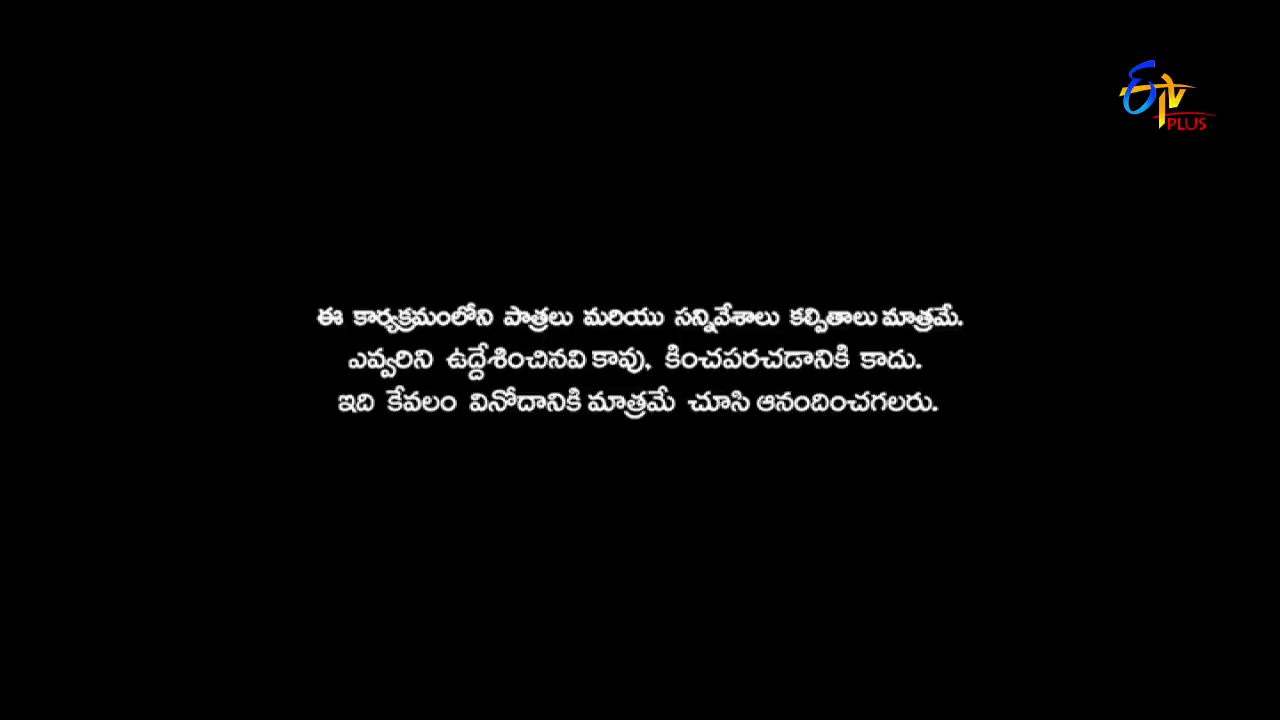 ETV
PLUS
ఈ కార్యక్రమంలోని పాత్రలు మరియు సన్నివేశాలు కల్పితాలు మాత్రమే.
ఎవ్వరిని ఉద్దేశించినవి కావు, కించపరచడానికి కాదు.
ఇది కేవలం వినోదానికి మాత్రమే చూసి ఆనందించగలరు.